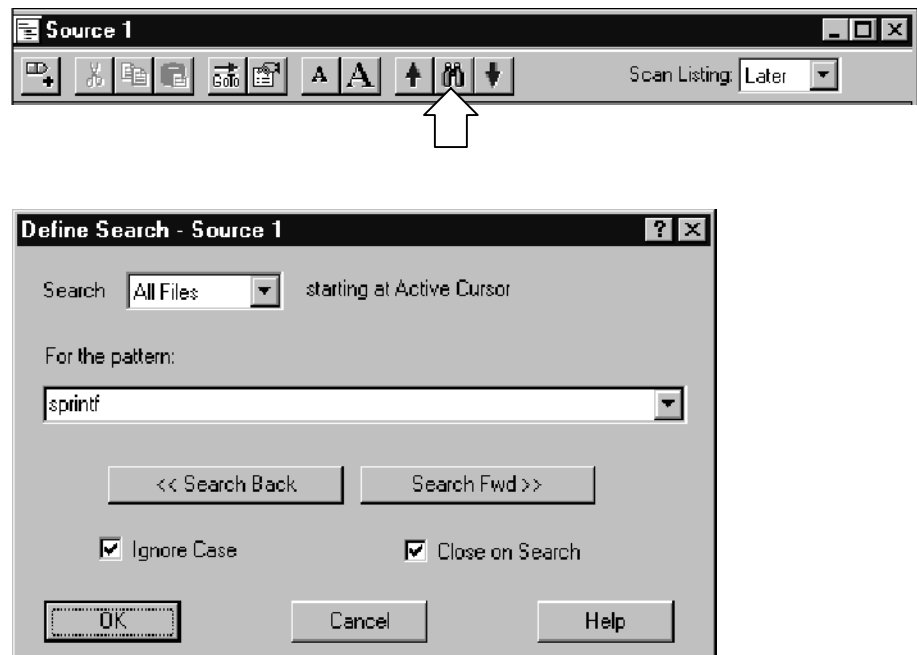 Source 1
Goto A A Scan Listing: Later
Define Search - Source 1
Search All Files starting at Active Cursor
For the pattern:
sprintf
<< Search Back Search Fwd >>
Ignore Case Close on Search
OK Cancel Help